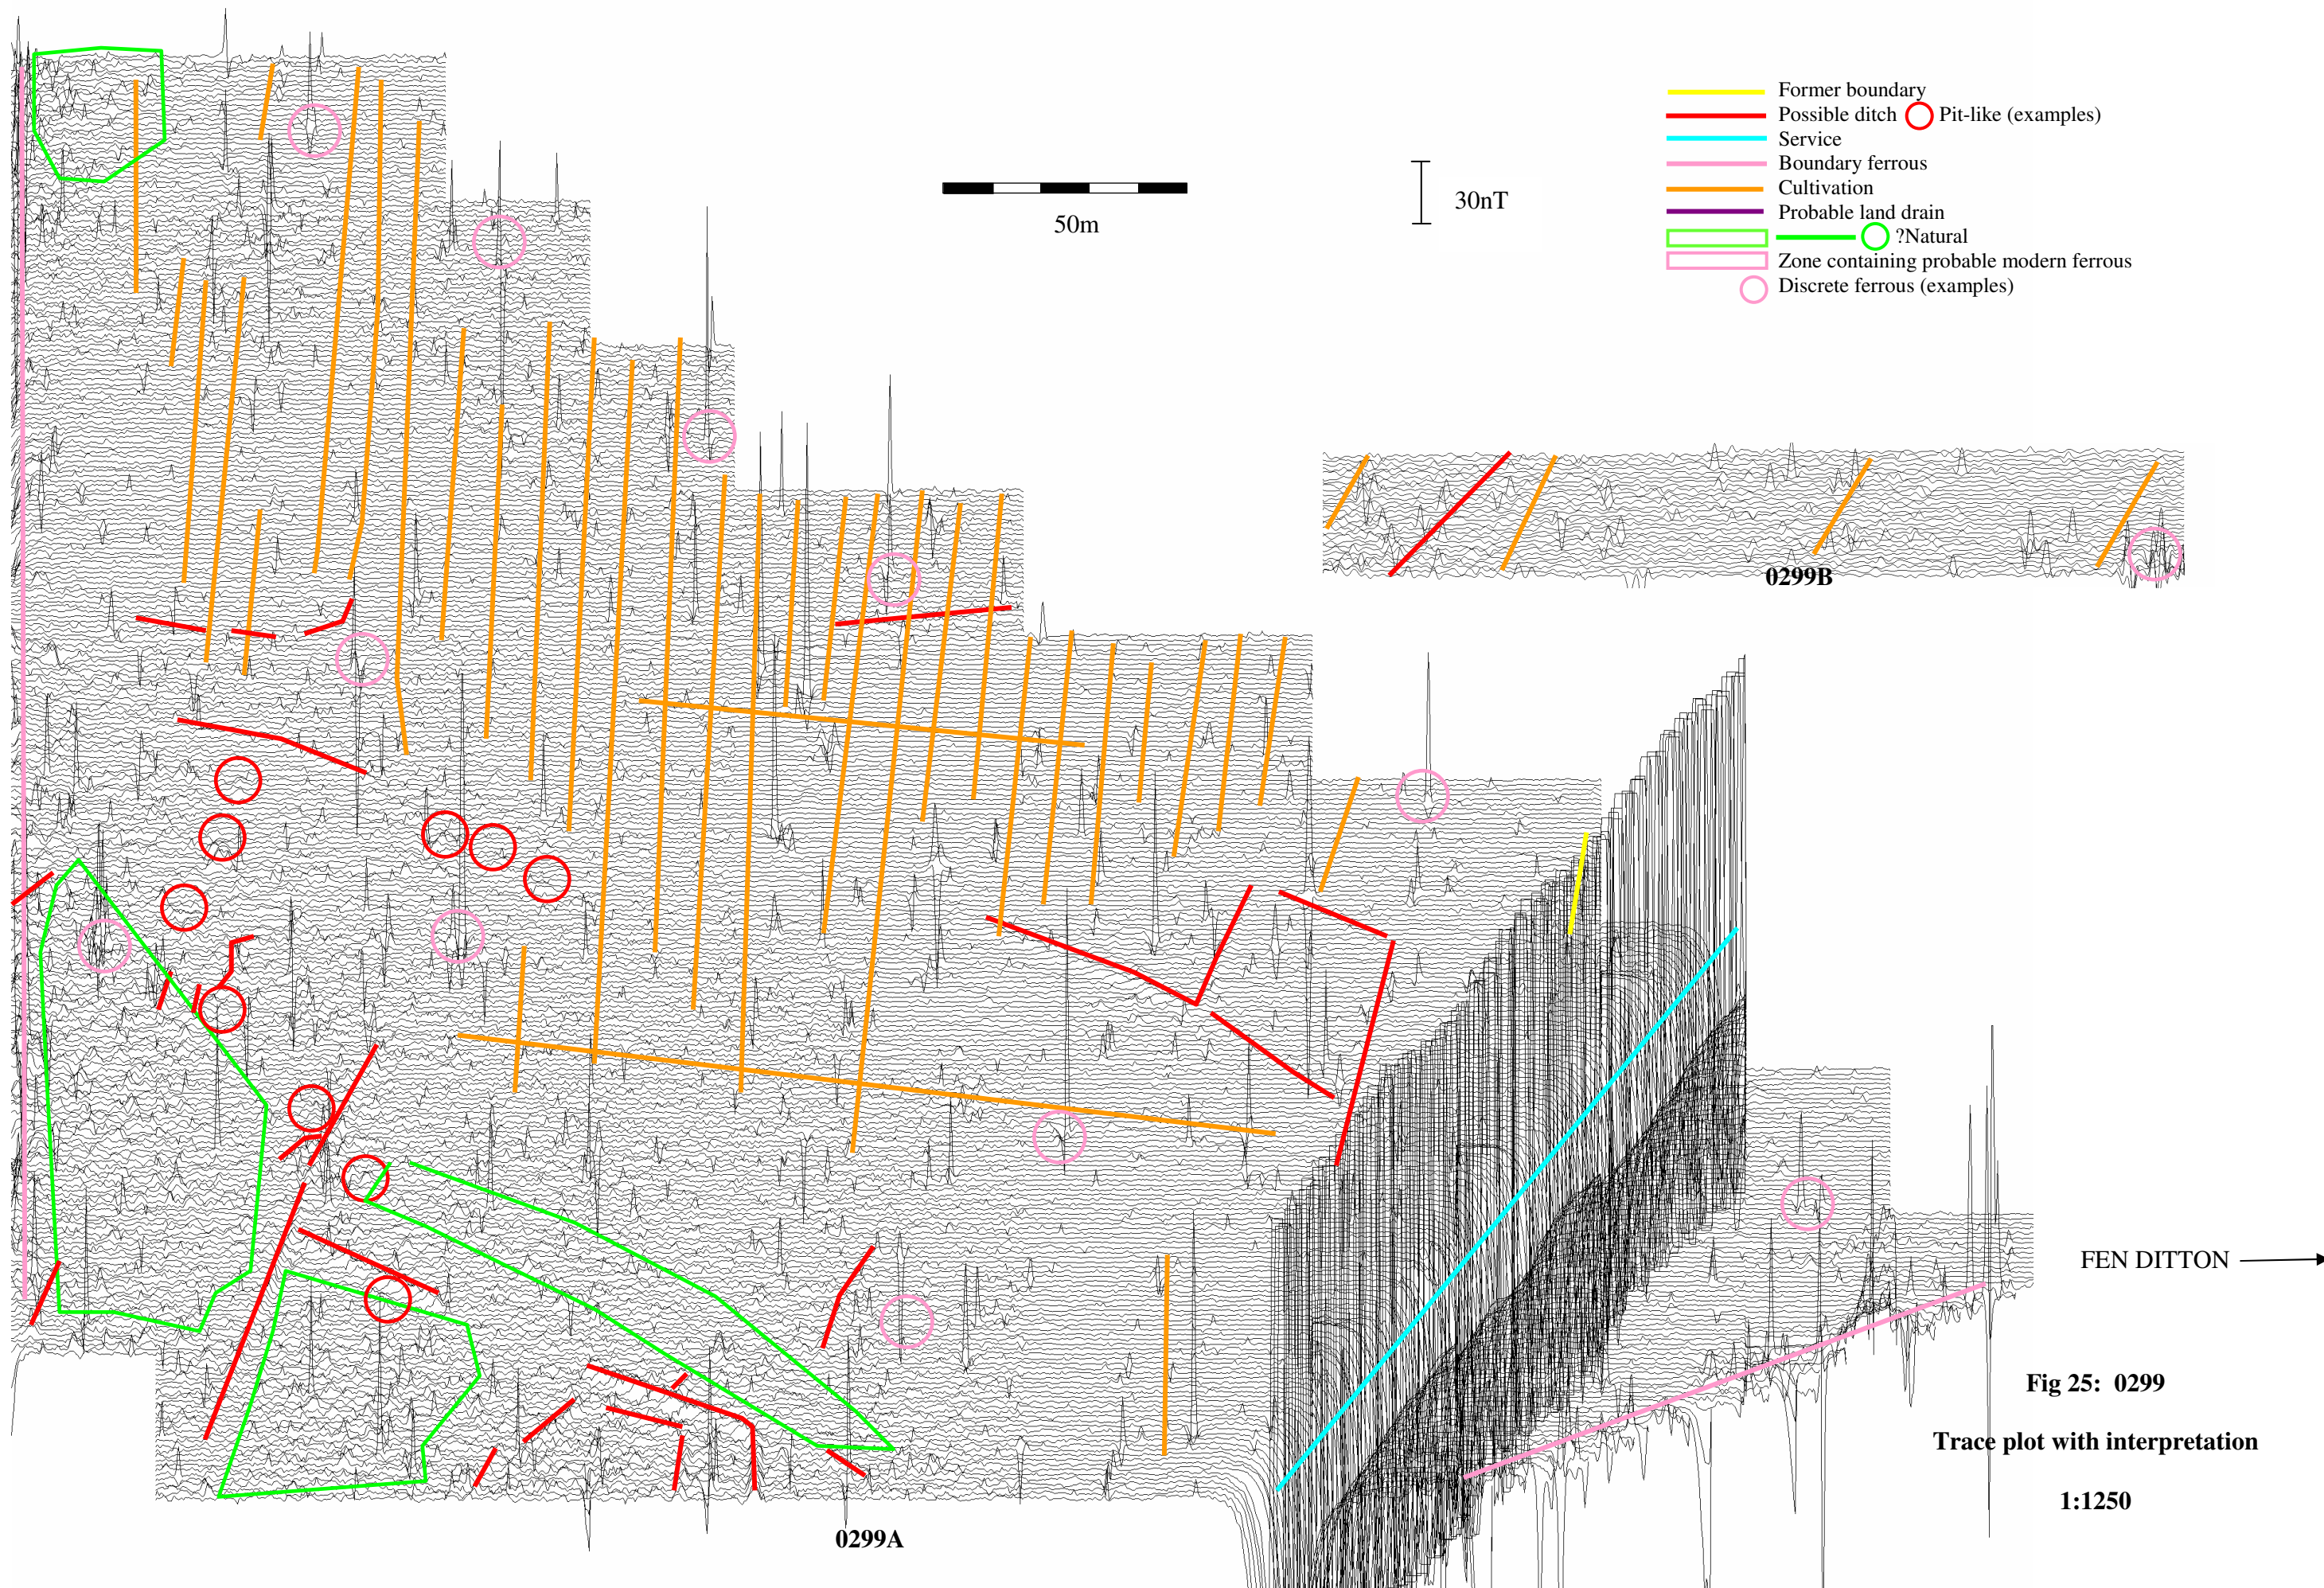 Former boundary
Possible ditch Pit-like (examples)
Service
Boundary ferrous
Cultivation
Probable land drain
?Natural
Zone containing probable modern ferrous
Discrete ferrous (examples)
50m
30nT
0299B
FEN DITTON
Fig 25: 0299
Trace plot with interpretation
1:1250
0299A